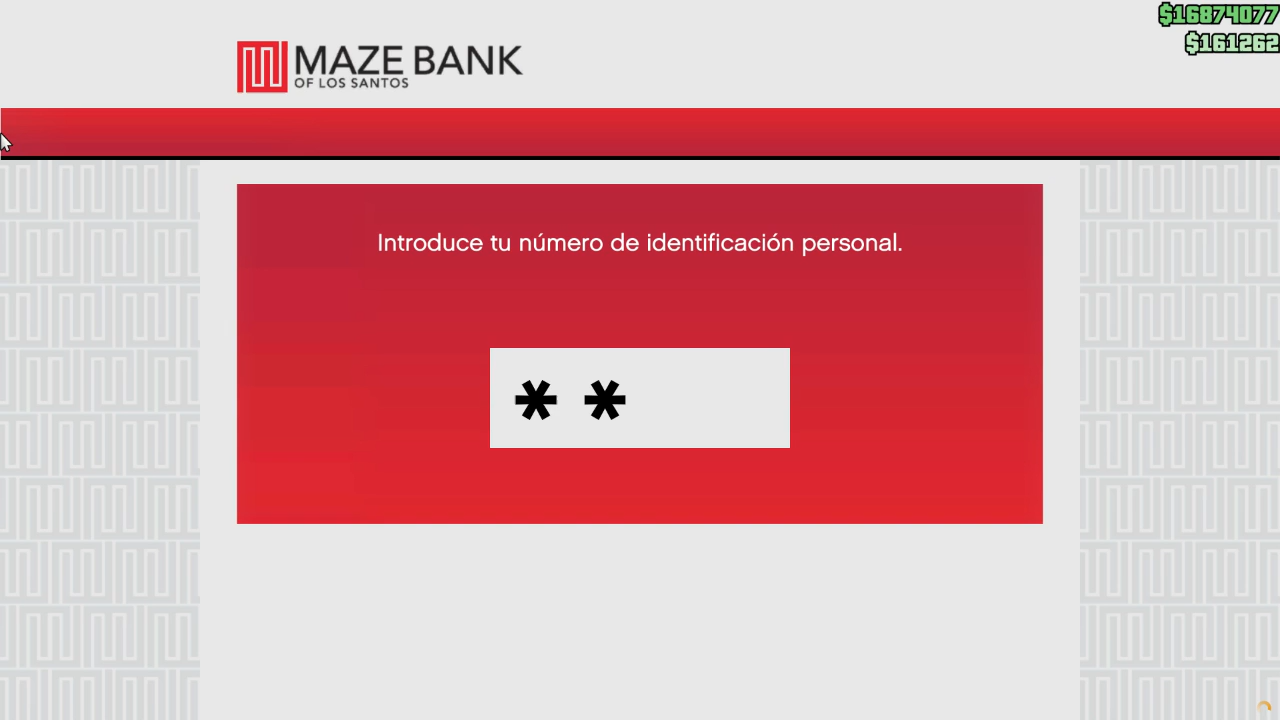 $16874077
$161262
MAZE BANK
OF LOS SANTOS
Introduce tu número de identificación personal.
* *